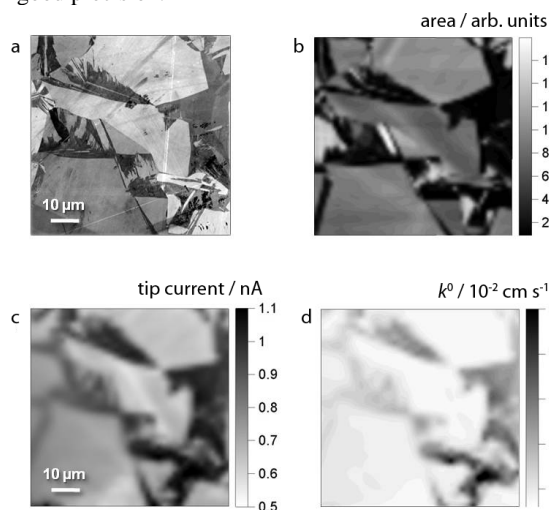 area / arb. units
a
b
1
1
1
1
8
6
4
2
10 µm
tip current / nA
k⁰ / 10⁻² cm s⁻¹
c
d
1.1
1
0.9
0.8
0.7
0.6
0.5
10 µm